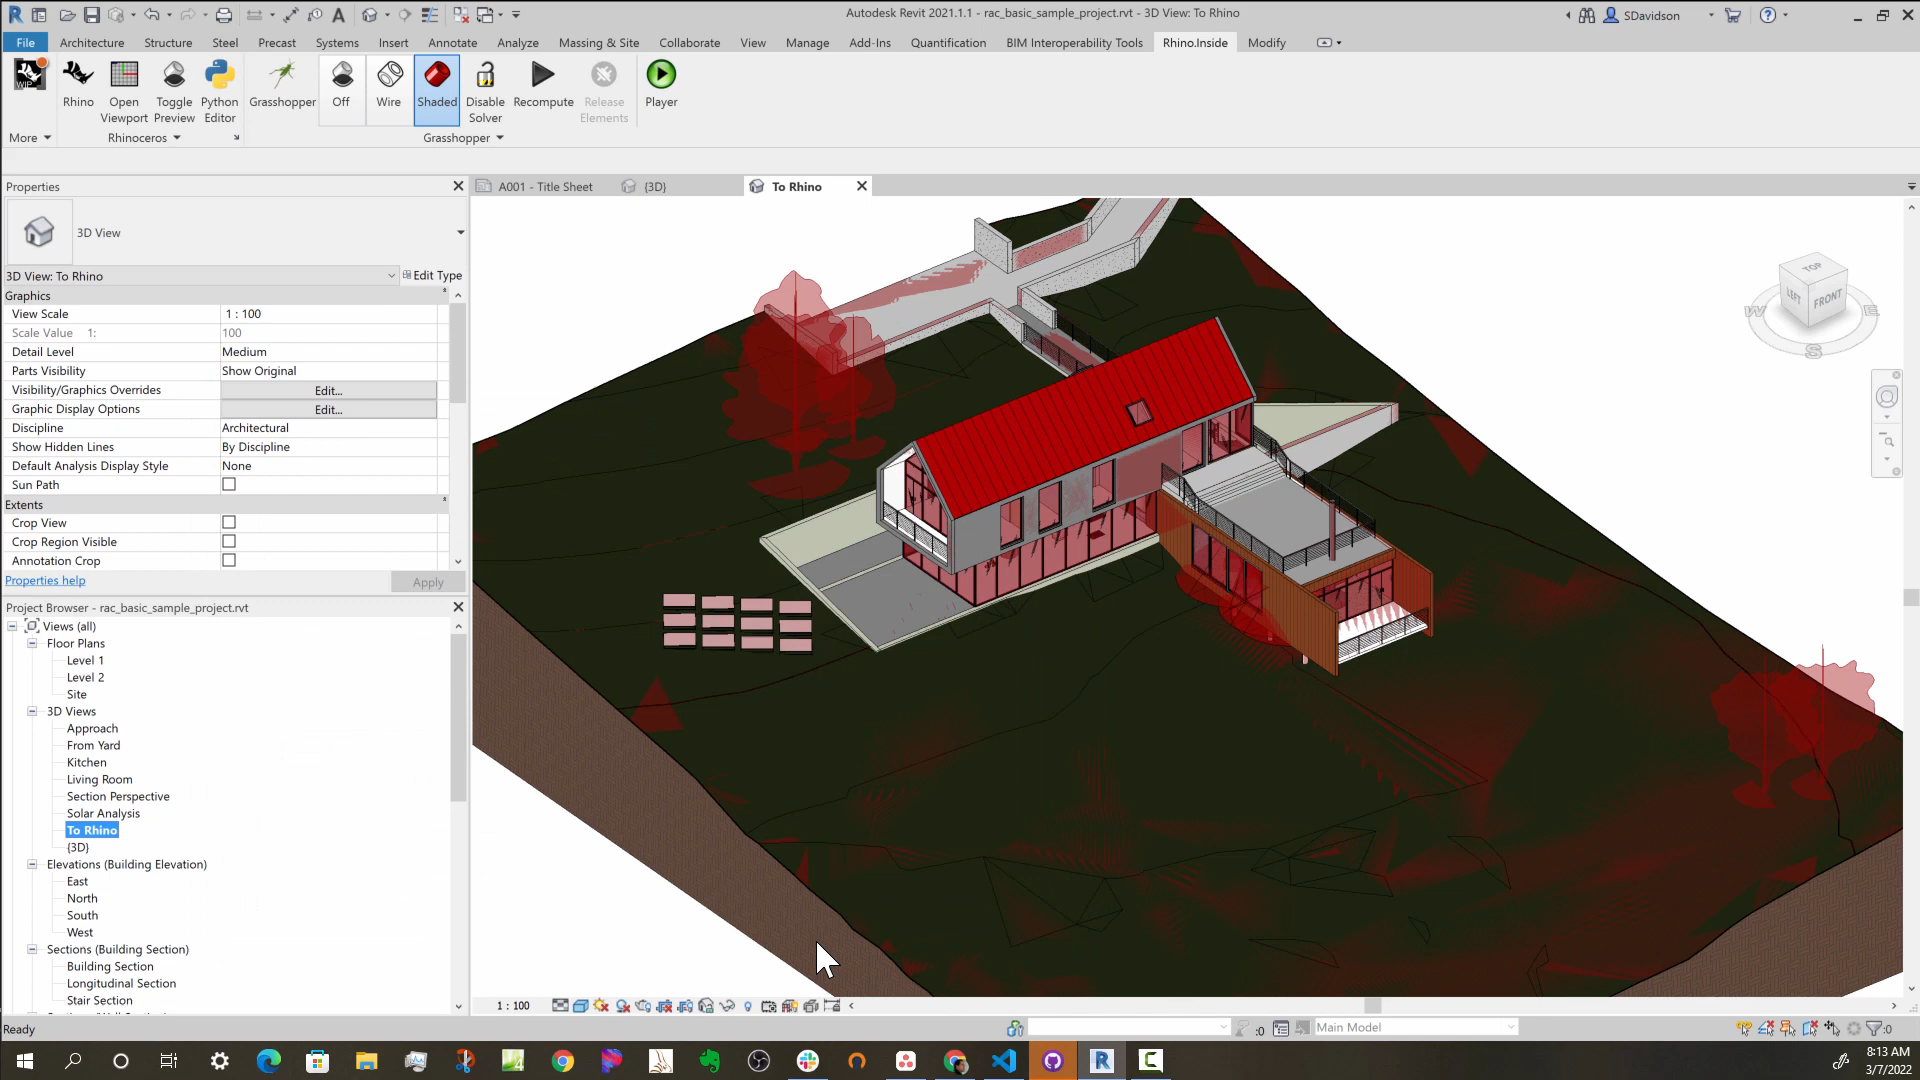 Autodesk Revit 2021.1.1 - rac_basic_sample_project.rvt - 3D View: To Rhino
SDavidson
File Architecture Structure Steel Precast Systems Insert Annotate Analyze Massing & Site Collaborate View Manage Add-Ins Quantification BIM Interoperability Tools Rhino.Inside Modify
WIP
Rhino Open Viewport Toggle Preview Python Editor Grasshopper Off Wire Shaded Disable Solver Recompute Release Elements Player
More Rhinoceros Grasshopper
Properties
A001 - Title Sheet {3D} To Rhino
3D View
3D View: To Rhino Edit Type
Graphics
View Scale 1 : 100
Scale Value 1: 100
Detail Level Medium
Parts Visibility Show Original
Visibility/Graphics Overrides Edit...
Graphic Display Options Edit...
Discipline Architectural
Show Hidden Lines By Discipline
Default Analysis Display Style None
Sun Path
Extents
Crop View
Crop Region Visible
Annotation Crop
Properties help Apply
Project Browser - rac_basic_sample_project.rvt
Views (all)
Floor Plans
Level 1
Level 2
Site
3D Views
Approach
From Yard
Kitchen
Living Room
Section Perspective
Solar Analysis
To Rhino
{3D}
Elevations (Building Elevation)
East
North
South
West
Sections (Building Section)
Building Section
Longitudinal Section
Stair Section
TOP
LEFT FRONT
W E
S
1 : 100
Ready
:0
Main Model
:0
8:13 AM
3/7/2022